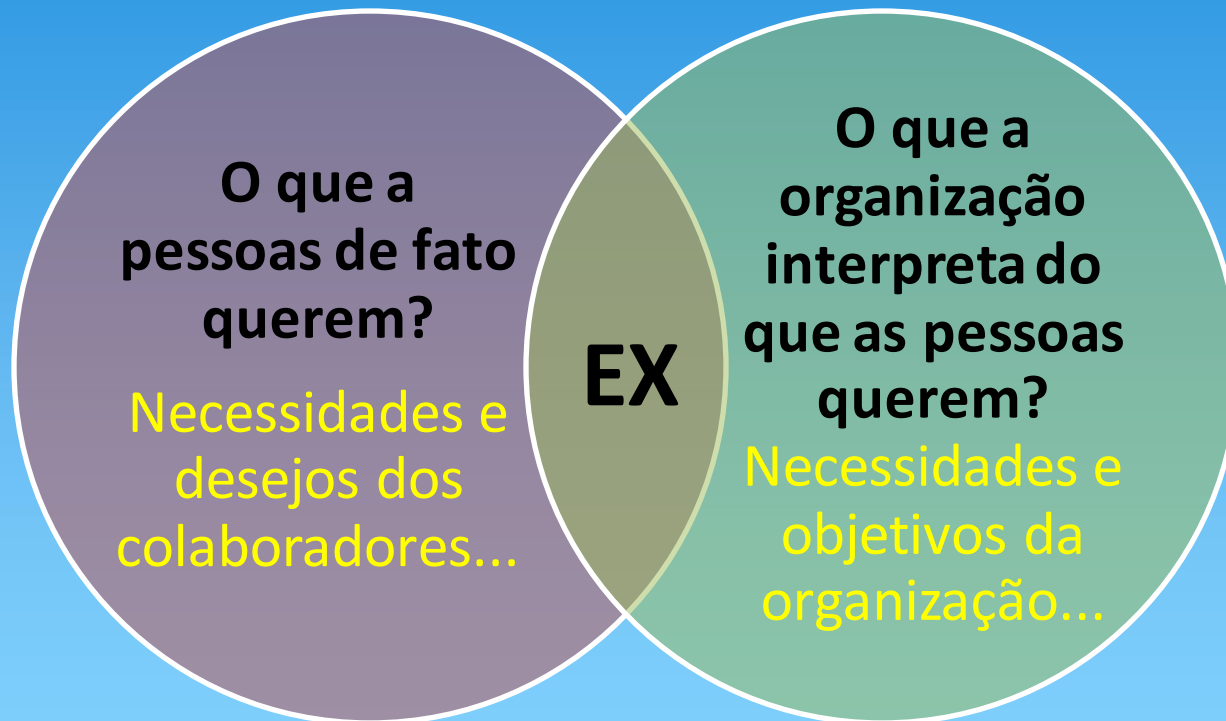 O que a
pessoas de fato
querem?
Necessidades e
desejos dos
colaboradores...
EX
O que a
organização
interpreta do
que as pessoas
querem?
Necessidades e
objetivos da
organização...